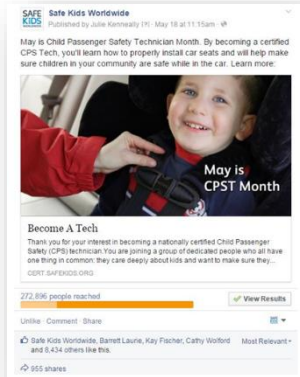 SAFE KIDS WORLDWIDE
Safe Kids Worldwide
Published by Julie Kenneally [?] · May 18 at 11:15am ·
May is Child Passenger Safety Technician Month. By becoming a certified
CPS Tech, you'll learn how to properly install car seats and will help make
sure children in your community are safe while in the car. Learn more:
May is
CPST Month
Become A Tech
Thank you for your interest in becoming a nationally certified Child Passenger
Safety (CPS) technician.You are joining a group of dedicated people who all have
one thing in common: they care deeply about kids and want to make sure they...
CERT.SAFEKIDS.ORG
272,896 people reached
View Results
Unlike · Comment · Share
Safe Kids Worldwide, Barrett Laurie, Kay Fischer, Cathy Wolford
and 8,434 others like this.
Most Relevant
955 shares